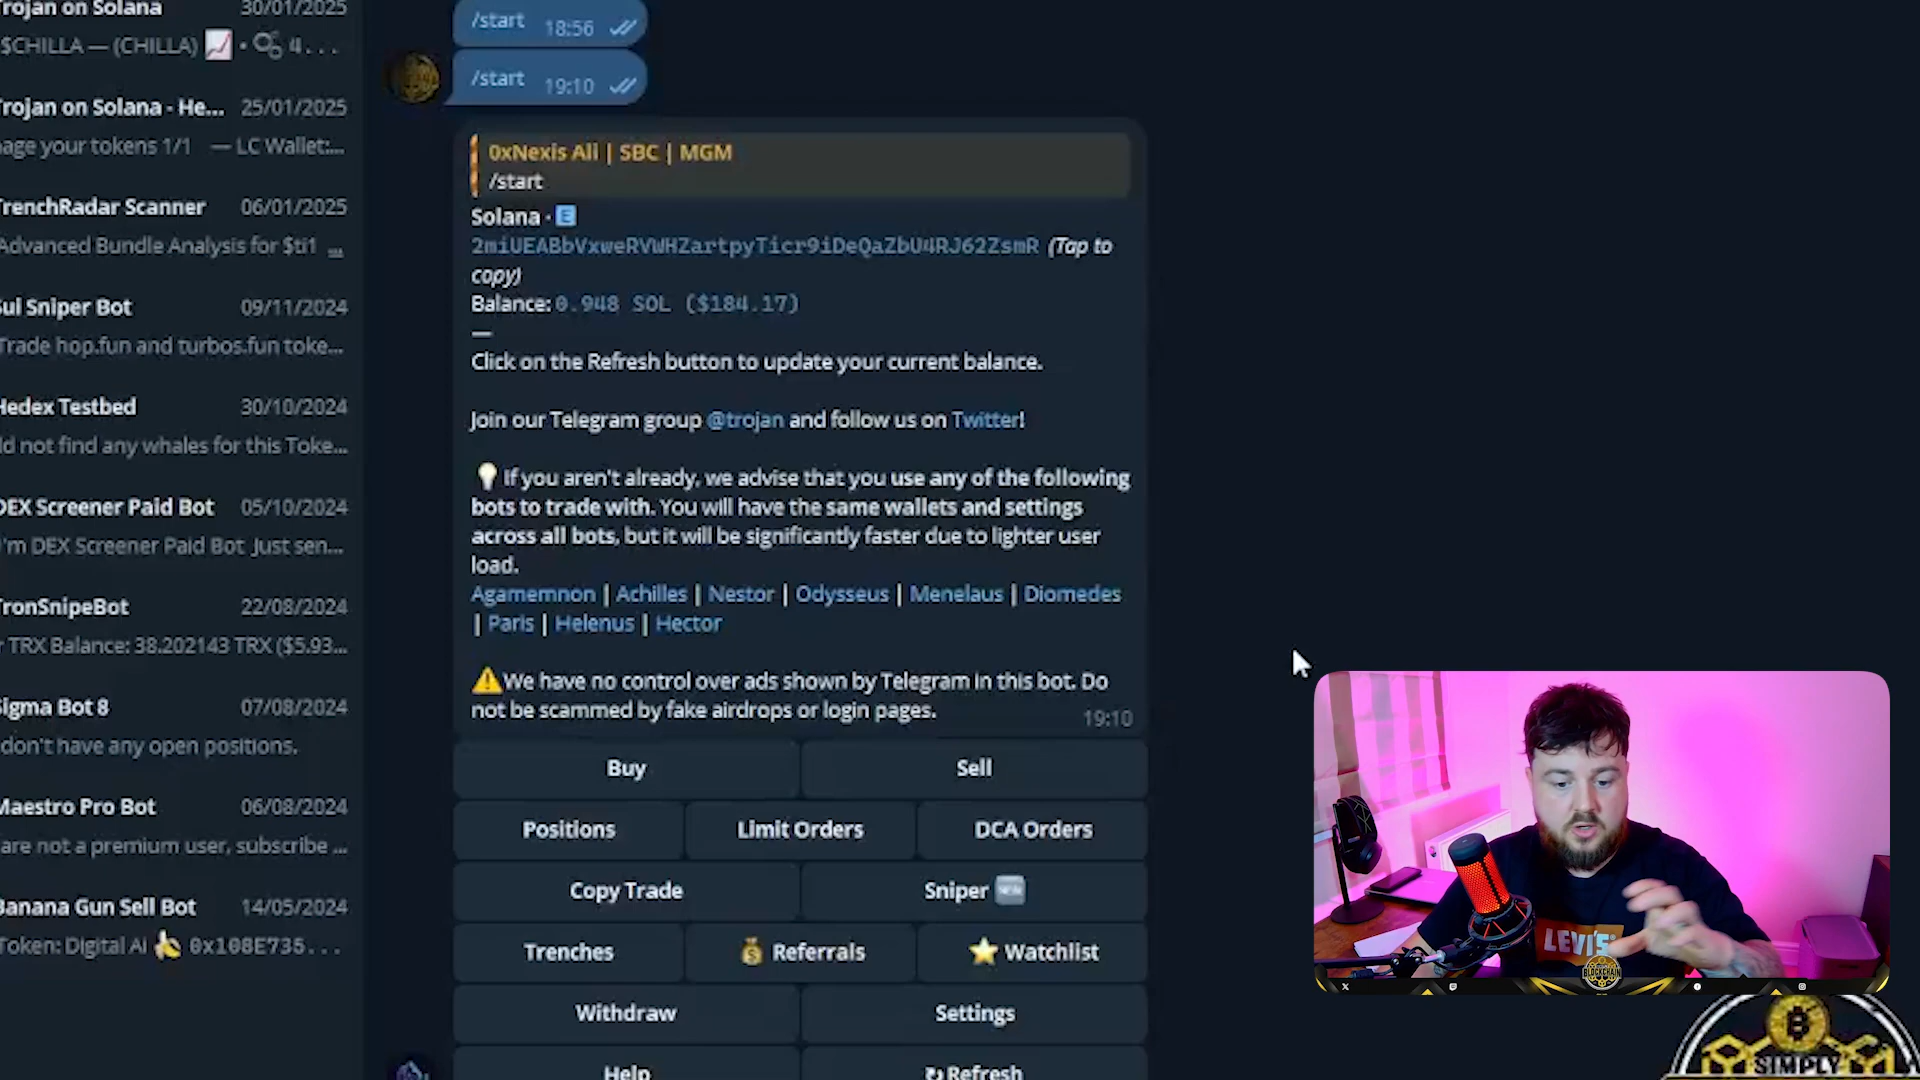 Trojan on Solana 30/01/2025
$CHILLA — (CHILLA) 📈 • 4...
Trojan on Solana - He... 25/01/2025
nage your tokens 1/1 — LC Wallet:...
TrenchRadar Scanner 06/01/2025
Advanced Bundle Analysis for $ti1 ...
Sui Sniper Bot 09/11/2024
Trade hop.fun and turbos.fun toke...
Hedex Testbed 30/10/2024
ld not find any whales for this Toke...
DEX Screener Paid Bot 05/10/2024
I'm DEX Screener Paid Bot Just sen...
TronSnipeBot 22/08/2024
r TRX Balance: 38.202143 TRX ($5.93...
Sigma Bot 8 07/08/2024
don't have any open positions.
Maestro Pro Bot 06/08/2024
are not a premium user, subscribe ...
Banana Gun Sell Bot 14/05/2024
Token: Digital AI 🍌 0x108E735...
/start 18:56
/start 19:10
0xNexis Ali | SBC | MGM
/start
Solana · 🅴
2miUEABbVxweRVWHZartpyTicr9iDeQaZbU4RJ62ZsmR (Tap to
copy)
Balance: 0.948 SOL ($184.17)
—
Click on the Refresh button to update your current balance.
Join our Telegram group @trojan and follow us on Twitter!
💡 If you aren't already, we advise that you use any of the following
bots to trade with. You will have the same wallets and settings
across all bots, but it will be significantly faster due to lighter user
load.
Agamemnon | Achilles | Nestor | Odysseus | Menelaus | Diomedes
| Paris | Helenus | Hector
⚠️We have no control over ads shown by Telegram in this bot. Do
not be scammed by fake airdrops or login pages. 19:10
Buy Sell
Positions Limit Orders DCA Orders
Copy Trade Sniper 🆕
Trenches 💰 Referrals ⭐ Watchlist
Withdraw Settings
Help ↻ Refresh
LEVI'S
BLOCKCHAIN
SIMPLY